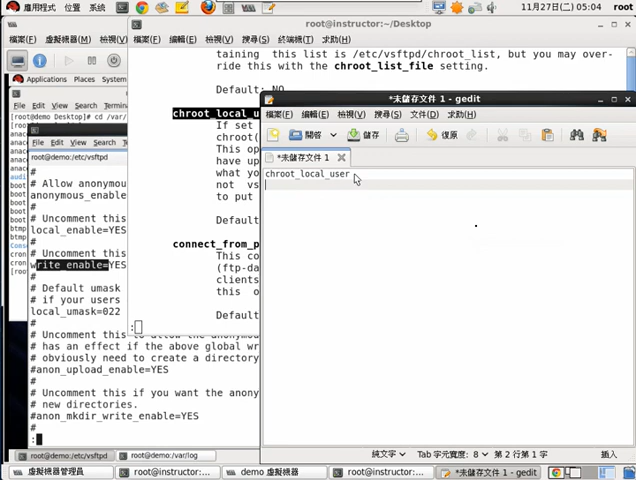 應用程式 位置 系統
11月27日(二) 05:04 root
root@instructor:~/Desktop
檔案(F) 虛擬機器(M) 檢視(V)
檔案(F) 編輯(E) 檢視(V) 搜尋(S) 終端機(T) 求助(H)
taining this list is /etc/vsftpd/chroot_list, but you may over-
ride this with the chroot_list_file setting.
Default: NO
Applications
File Edit View Search Termin
[root@demo Desktop]# cd /var/
chroot_local_u
If set
chroot(
This op
have up
what yo
not vs
to put
Default
connect_from_p
This co
(ftp-da
clients
this o
Default
:
File Edit View Search
root@demo:/etc/vsftpd
#
# Allow anonymous
anonymous_enable
#
# Uncomment this
local_enable=YES
#
# Uncomment this
write_enable=YES
#
# Default umask
# if your users
local_umask=022
#
# Uncomment this to allow the anonym
# has an effect if the above global wr
# obviously need to create a directory
#anon_upload_enable=YES
#
# Uncomment this if you want the anony
# new directories.
#anon_mkdir_write_enable=YES
#
:
*未儲存文件 1 - gedit
檔案(F) 編輯(E) 檢視(V) 搜尋(S) 工具(T) 文件(D) 求助(H)
開啟 儲存 復原
*未儲存文件 1
chroot_local_user
純文字 Tab 字元寬度: 8 第 2 行第 1 字 插入
root@demo:/etc/vsftpd root@demo:/var/log
虛擬機器管理員 root@instructor:... demo 虛擬機器 root@instructor:... *未儲存文件 1 - gedit